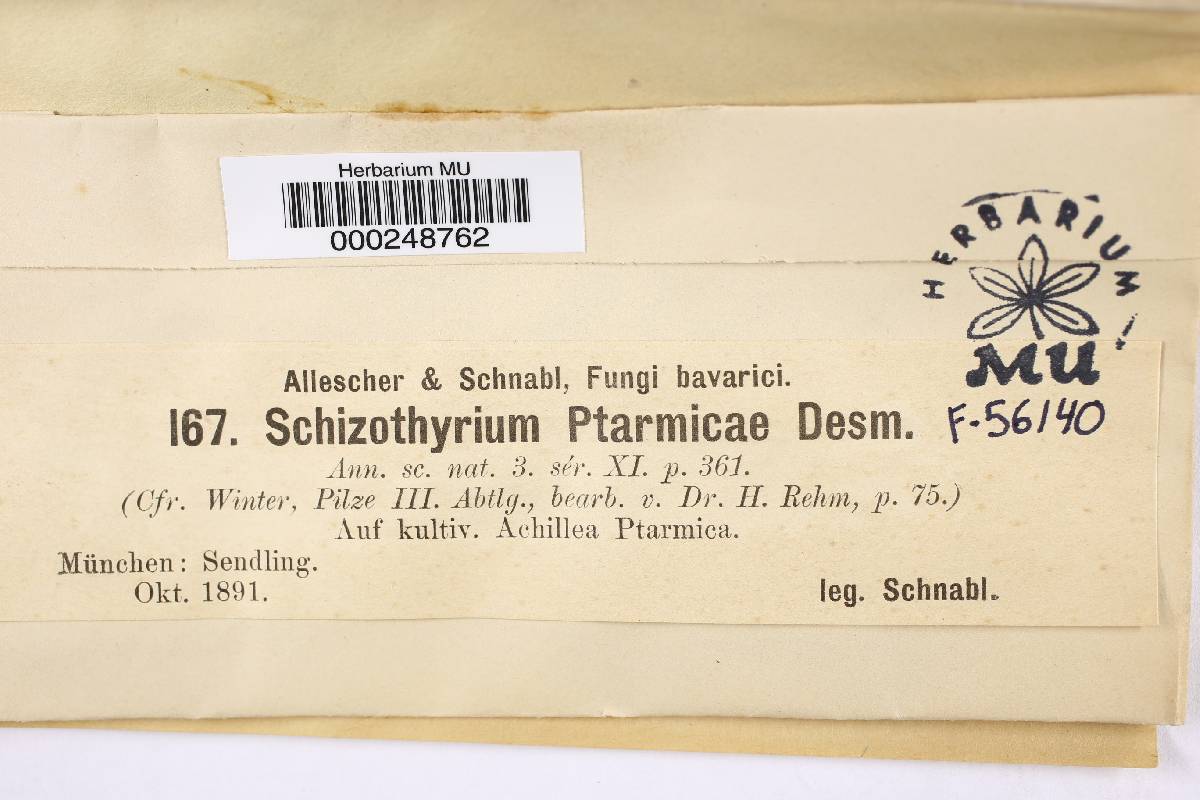 Herbarium MU
000248762
HERBARIUM
MU
F-56140
Allescher & Schnabl, Fungi bavarici.
167. Schizothyrium Ptarmicae Desm.
Ann. sc. nat. 3. sér. XI. p. 361.
(Cfr. Winter, Pilze III. Abtlg., bearb. v. Dr. H. Rehm, p. 75.)
Auf kultiv. Achillea Ptarmica.
München: Sendling.
Okt. 1891.
leg. Schnabl.